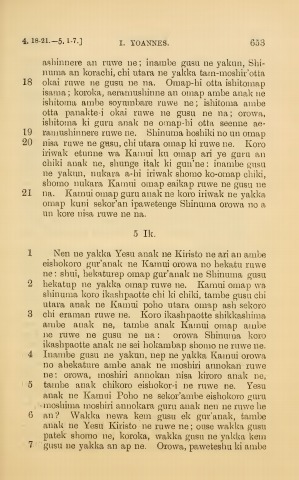 4, 18-21.—5, 1-7.] I. YOANNES. 653
ashinnere an ruwe ne; inambe gusu ne yakun, Shi-
numa an korachi, chi utara ne yakka tam-moshir'otta
18 okai ruwe ne gusu ne na. Omap-hi otta ishitomap
isama; koroka, aeramushinne an omap ambe anak ne
ishitoma ambe soyunbare ruwe ne; ishitoma ambe
otta panakte-i okai ruwe ne gusu ne na; orowa,
ishitoma ki guru anak ne omap-hi otta seenne ae-
19 ramushinnere ruwe ne. Shinuma hoshiki no un omap
20 nisa ruwe ne gusu, chi utara omap ki ruwe ne. Koro
iriwak etunne wa Kamui ku omap ari ye guru an
chiki anak ne, shunge itak ki gun'ne: inambe gusu
ne yakun, nukara a-hi iriwak shomo ko-omap chiki,
shomo nukara Kamui omap eaikap ruwe ne gusu ne
21 na. Kamui omap guru anak ne koro iriwak ne yakka
omap kuni sekor'an ipawetenge Shinuma orowa no a
un kore nisa ruwe ne na.
5 Ik.
1 Nen ne yakka Yesu anak ne Kiristo ne ari an ambe
eishokoro gur'anak ne Kamui orowa no hekatu ruwe
ne: shui, hekaturep omap gur'anak ne Shinuma gusu
2 hekatup ne yakka omap ruwe ne. Kamui omap wa
shinuma koro ikashpaotte chi ki chiki, tambe gusu chi
utara anak ne Kamui poho utara omap ash sekoro
3 chi eraman ruwe ne. Koro ikashpaotte shikkashima
ambe anak ne, tambe anak Kamui omap ambe
ne ruwe ne gusu ne na: orowa Shinuma koro
ikashpaotte anak ne sei hokambap shomo ne ruwe ne.
4 Inambe gusu ne yakun, nep ne yakka Kamui orowa
no ahekature ambe anak ne moshiri annokan ruwe
ne: orowa, moshiri annokan nisa kiroro anak ne,
5 tambe anak chikoro eishokor-i ne ruwe ne. Yesu
anak ne Kamui Poho ne sekor'ambe eishokoro guru
moshima moshiri annokara guru anak nen ne ruwe he
6 an? Wakka newa kem gusu ek gur'anak, tambe
anak ne Yesu Kiristo ne ruwe ne; ouse wakka gusu
patek shomo ne, koroka, wakka gusu ne yakka kem
7 gusu ne yakka an ap ne. Orowa, paweteshu ki ambe